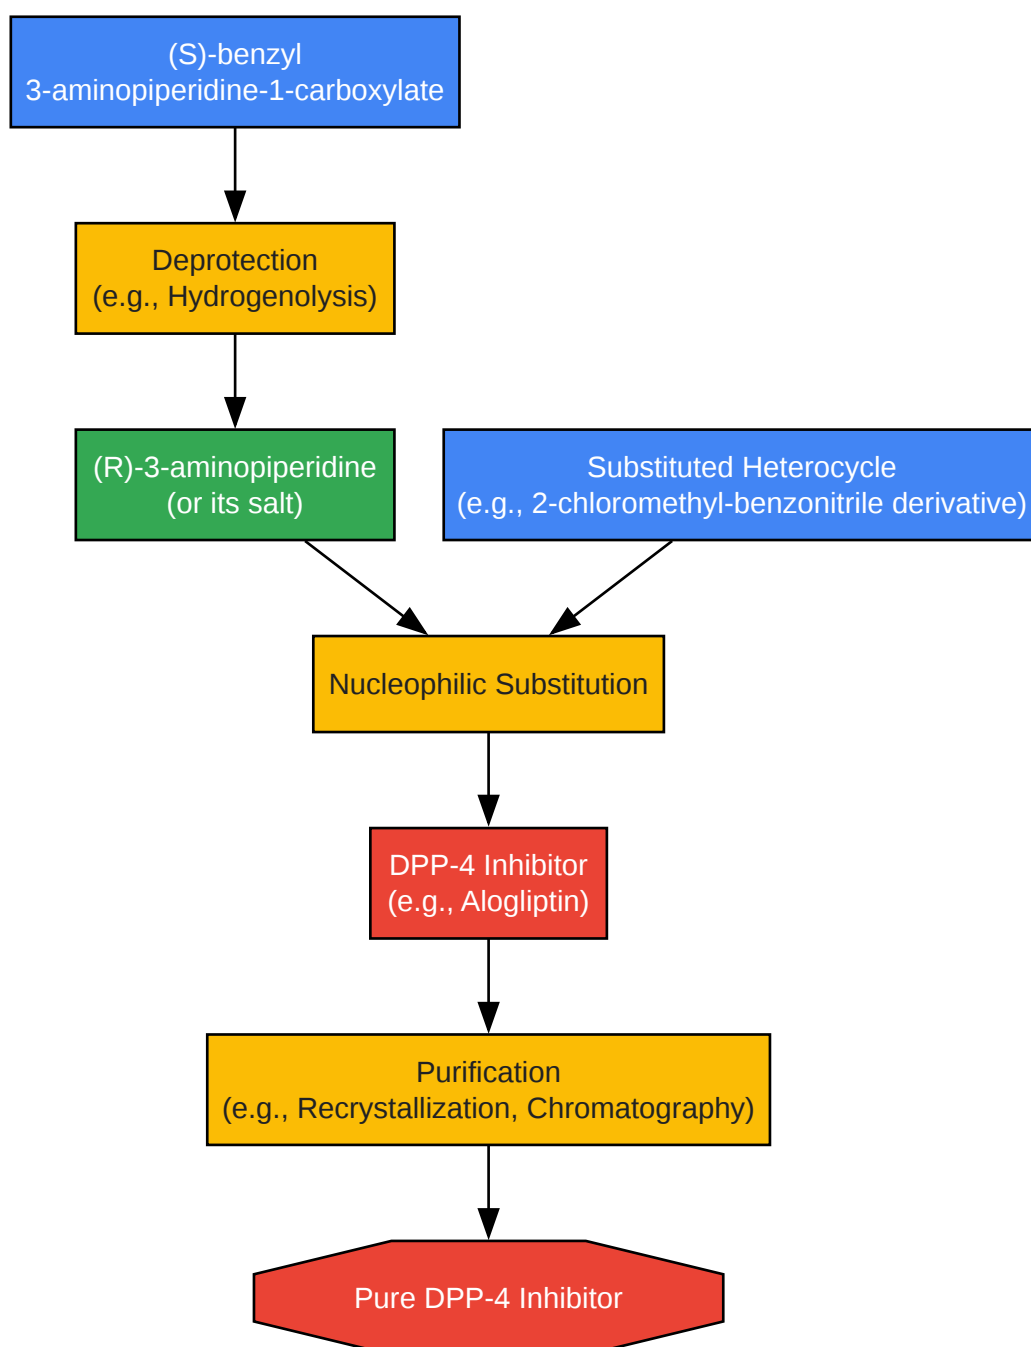 (S)-benzyl
3-aminopiperidine-1-carboxylate
Deprotection
(e.g., Hydrogenolysis)
(R)-3-aminopiperidine
(or its salt)
Substituted Heterocycle
(e.g., 2-chloromethyl-benzonitrile derivative)
Nucleophilic Substitution
DPP-4 Inhibitor
(e.g., Alogliptin)
Purification
(e.g., Recrystallization, Chromatography)
Pure DPP-4 Inhibitor